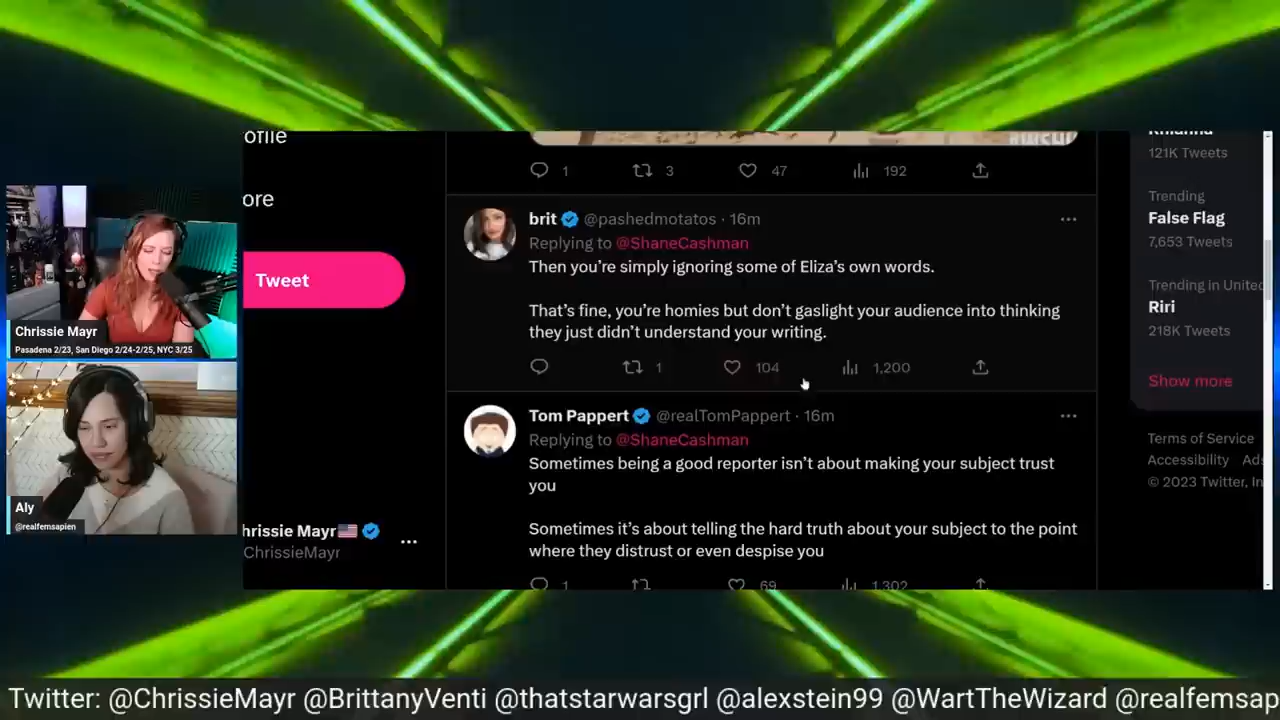 ofile
ore
Tweet
hrissie Mayr
ChrissieMayr
1
3
47
192
brit @pashedmotatos · 16m
Replying to @ShaneCashman
Then you're simply ignoring some of Eliza's own words.
That's fine, you're homies but don't gaslight your audience into thinking
they just didn't understand your writing.
1
104
1,200
Tom Pappert @realTomPappert · 16m
Replying to @ShaneCashman
Sometimes being a good reporter isn't about making your subject trust
you
Sometimes it's about telling the hard truth about your subject to the point
where they distrust or even despise you
1
69
1,302
121K Tweets
Trending
False Flag
7,653 Tweets
Trending in United
Riri
218K Tweets
Show more
Terms of Service
Accessibility Ads
© 2023 Twitter, In
Chrissie Mayr
Pasadena 2/23, San Diego 2/24-2/25, NYC 3/25
Aly
@realfemsapien
Twitter: @ChrissieMayr @BrittanyVenti @thatstarwarsgrl @alexstein99 @WartTheWizard @realfemsap